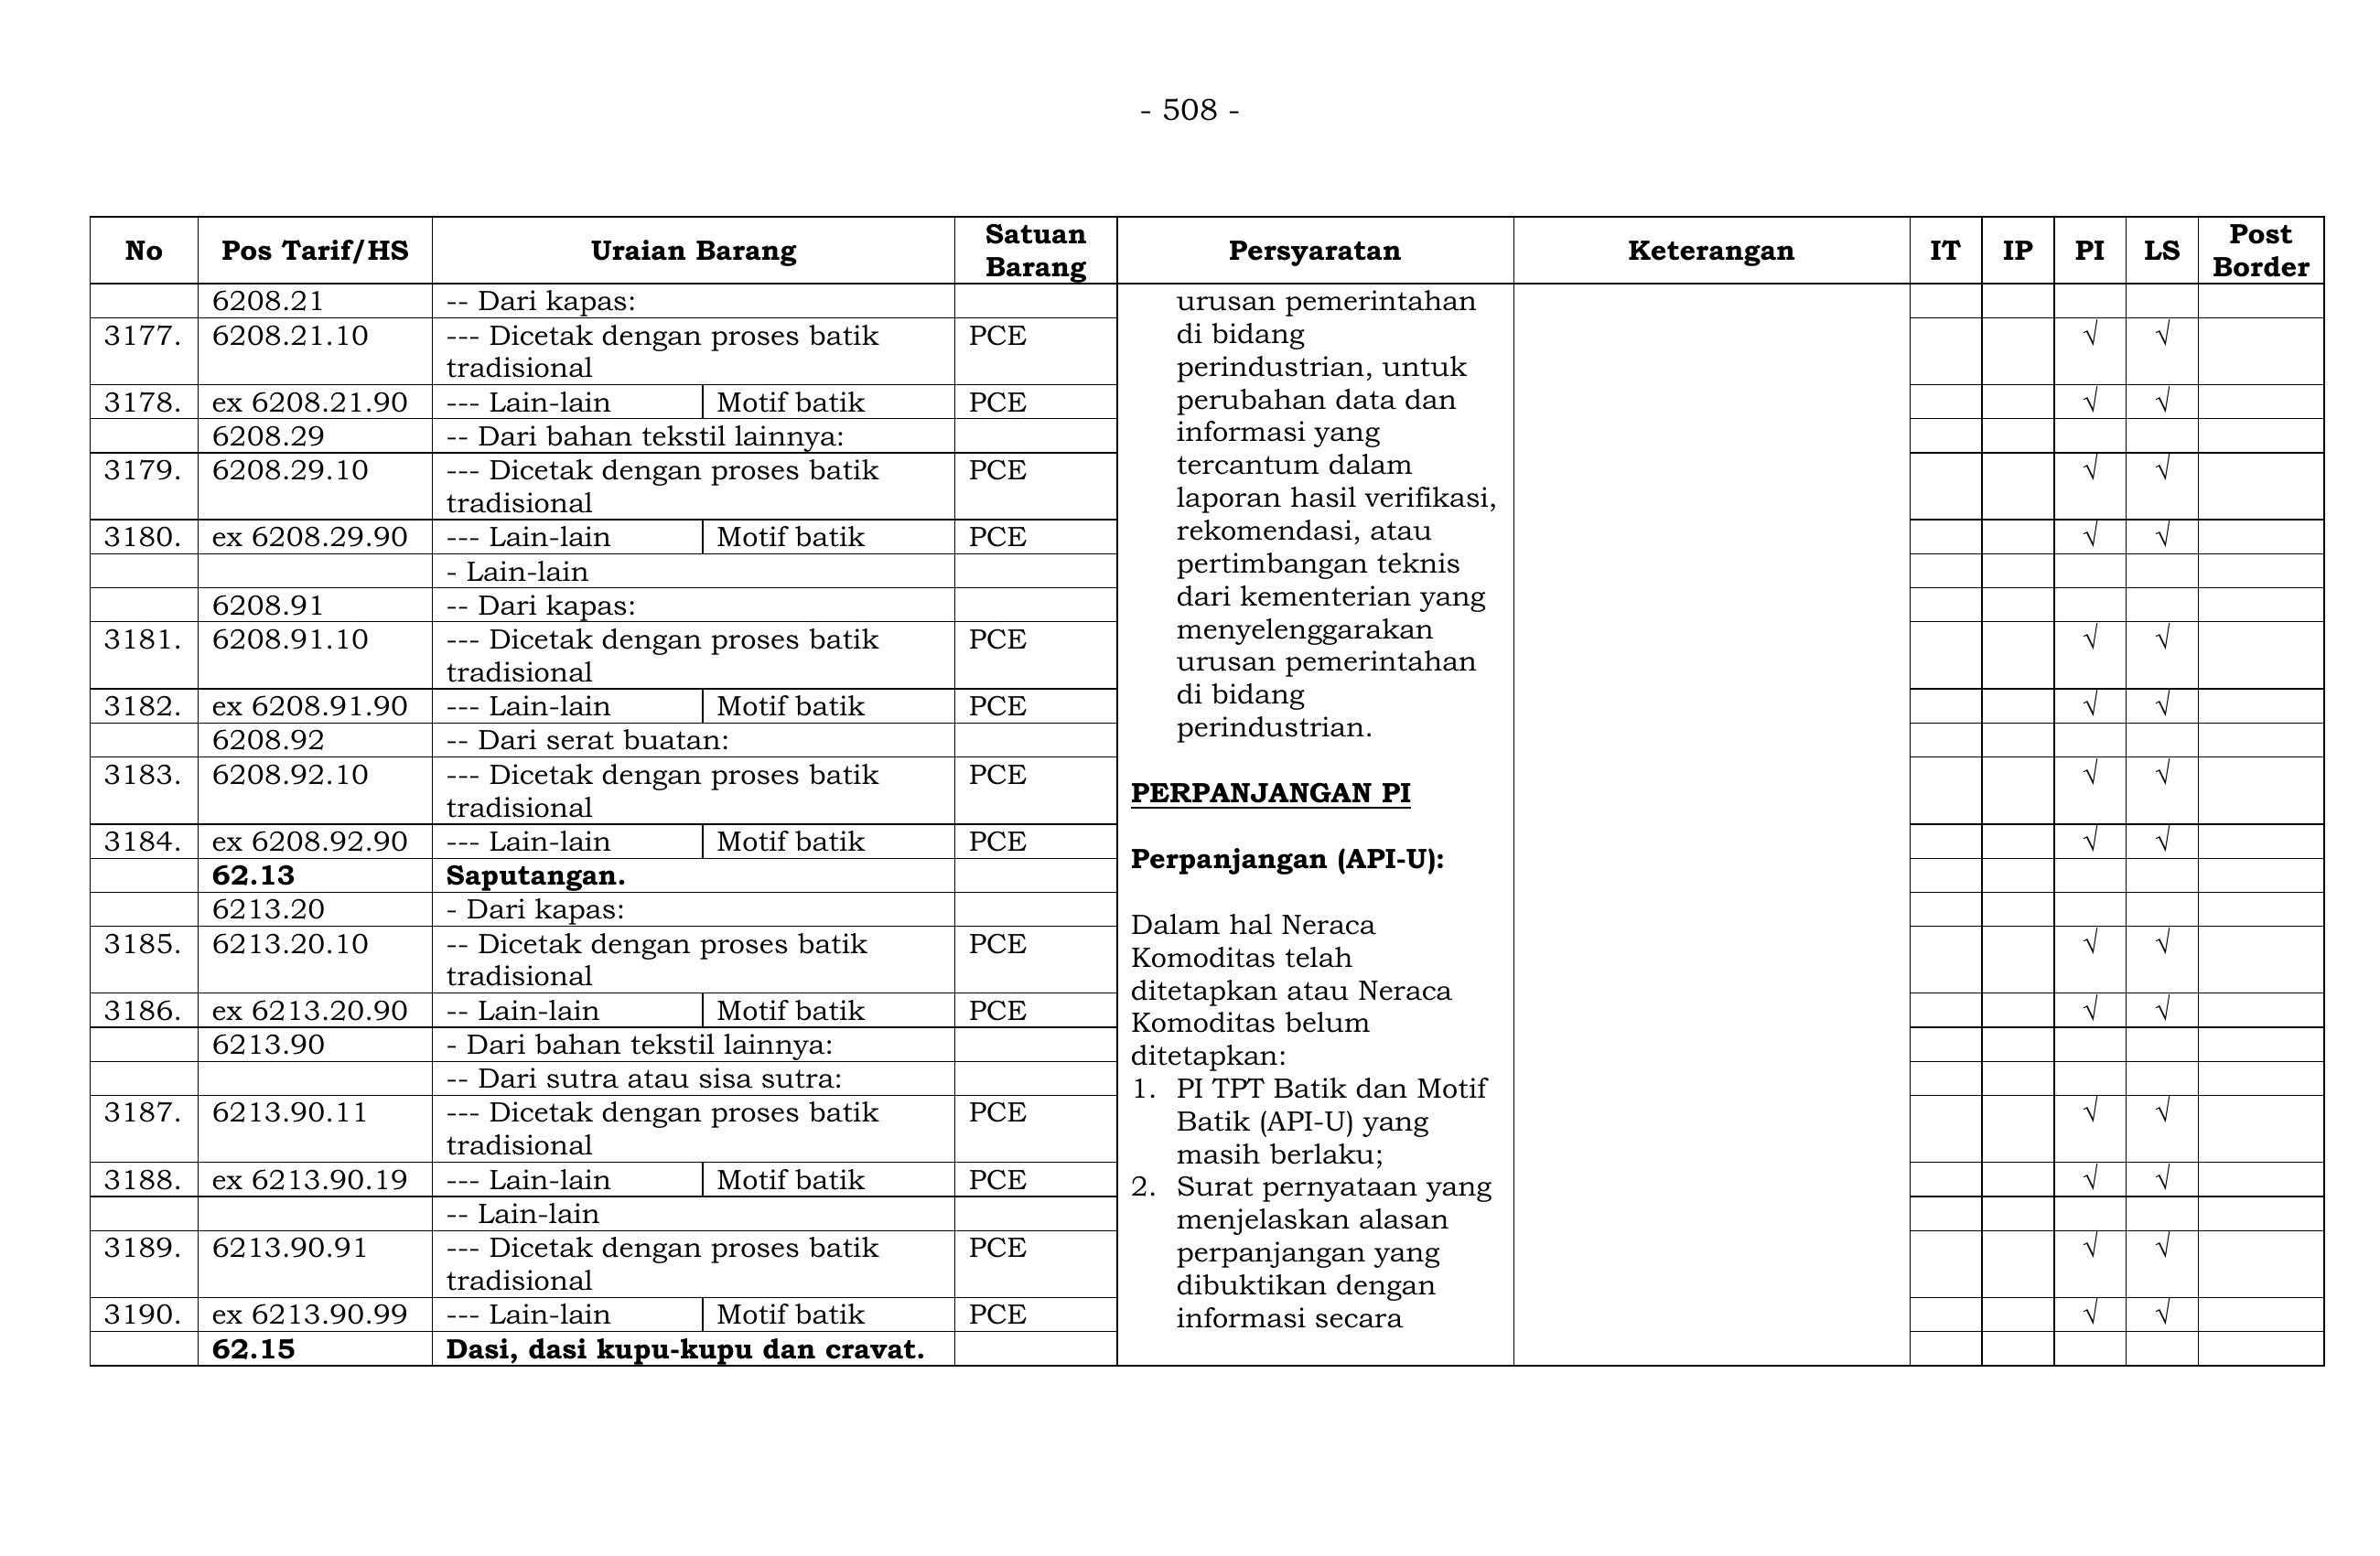 - 508 -
No Pos Tarif/HS Uraian Barang Satuan Barang Persyaratan Keterangan IT IP PI LS Post Border
6208.21 -- Dari kapas:
3177. 6208.21.10 --- Dicetak dengan proses batik PCE √ √
tradisional
3178. ex 6208.21.90 --- Lain-lain Motif batik PCE √ √
6208.29 -- Dari bahan tekstil lainnya:
3179. 6208.29.10 --- Dicetak dengan proses batik PCE √ √
tradisional
3180. ex 6208.29.90 --- Lain-lain Motif batik PCE √ √
- Lain-lain
6208.91 -- Dari kapas:
3181. 6208.91.10 --- Dicetak dengan proses batik PCE √ √
tradisional
3182. ex 6208.91.90 --- Lain-lain Motif batik PCE √ √
6208.92 -- Dari serat buatan:
3183. 6208.92.10 --- Dicetak dengan proses batik PCE √ √
tradisional
3184. ex 6208.92.90 --- Lain-lain Motif batik PCE √ √
62.13 Saputangan.
6213.20 - Dari kapas:
3185. 6213.20.10 -- Dicetak dengan proses batik PCE √ √
tradisional
3186. ex 6213.20.90 -- Lain-lain Motif batik PCE √ √
6213.90 - Dari bahan tekstil lainnya:
-- Dari sutra atau sisa sutra:
3187. 6213.90.11 --- Dicetak dengan proses batik PCE √ √
tradisional
3188. ex 6213.90.19 --- Lain-lain Motif batik PCE √ √
-- Lain-lain
3189. 6213.90.91 --- Dicetak dengan proses batik PCE √ √
tradisional
3190. ex 6213.90.99 --- Lain-lain Motif batik PCE √ √
62.15 Dasi, dasi kupu-kupu dan cravat.
urusan pemerintahan
di bidang
perindustrian, untuk
perubahan data dan
informasi yang
tercantum dalam
laporan hasil verifikasi,
rekomendasi, atau
pertimbangan teknis
dari kementerian yang
menyelenggarakan
urusan pemerintahan
di bidang
perindustrian.
PERPANJANGAN PI
Perpanjangan (API-U):
Dalam hal Neraca
Komoditas telah
ditetapkan atau Neraca
Komoditas belum
ditetapkan:
1. PI TPT Batik dan Motif
Batik (API-U) yang
masih berlaku;
2. Surat pernyataan yang
menjelaskan alasan
perpanjangan yang
dibuktikan dengan
informasi secara